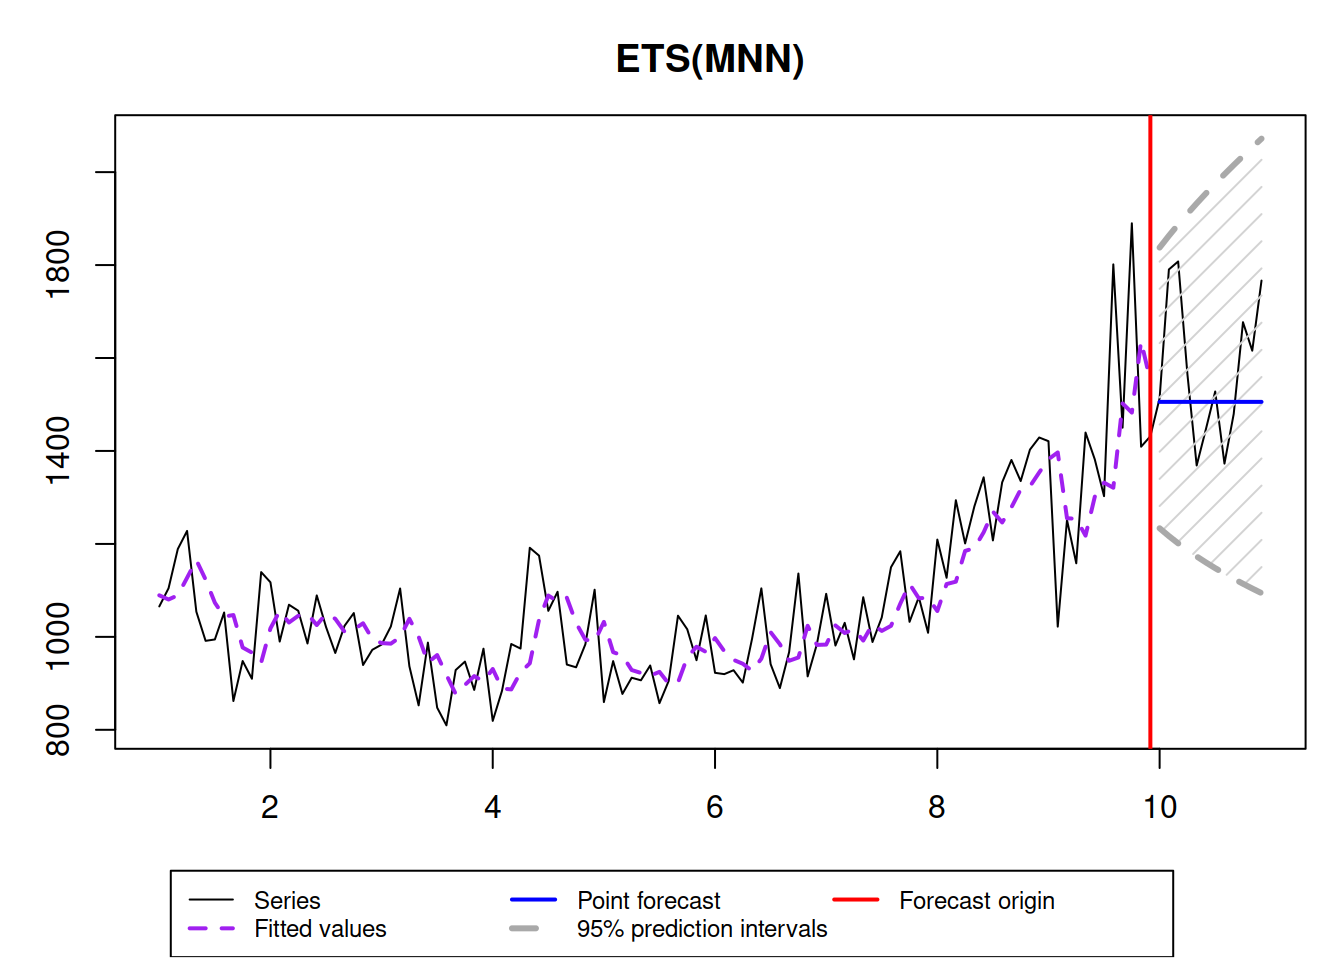 ETS(MNN)
1800
1400
1000
800
2 4 6 8 10
Series Point forecast Forecast origin
Fitted values 95% prediction intervals